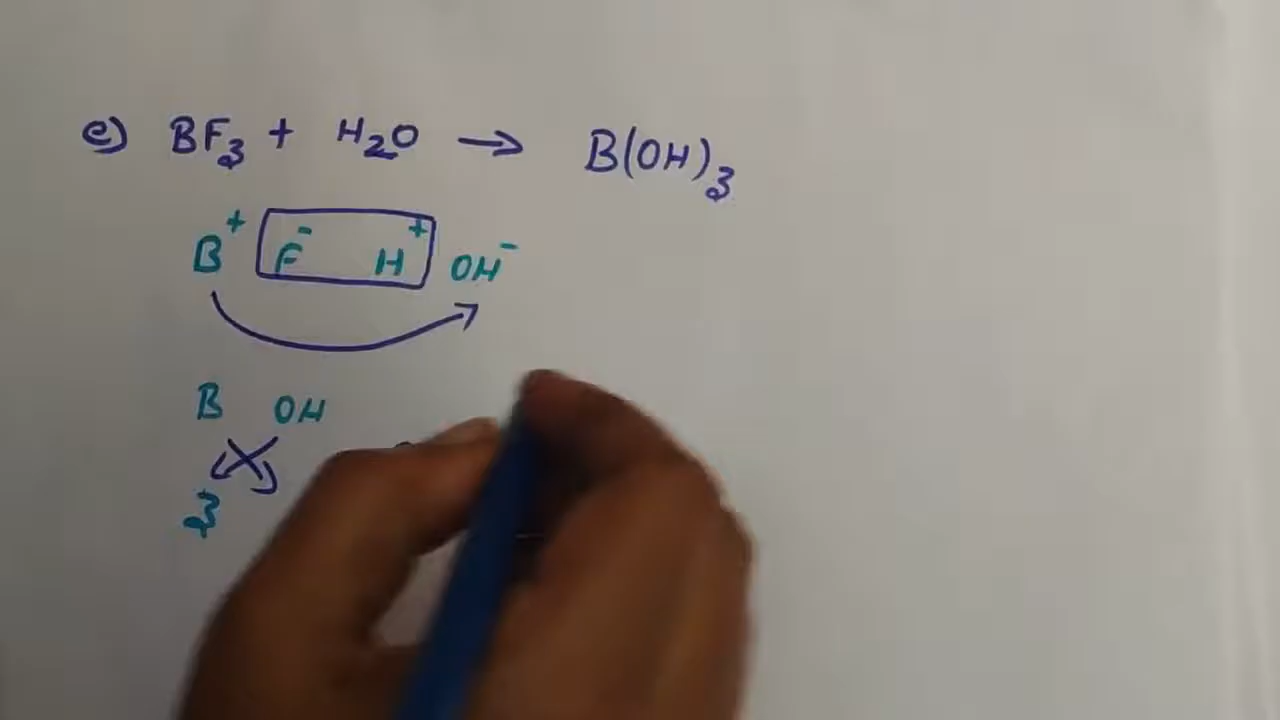 e) BF₃ + H₂O → B(OH)₃
B⁺ F⁻ H⁺ OH⁻
B OH
3